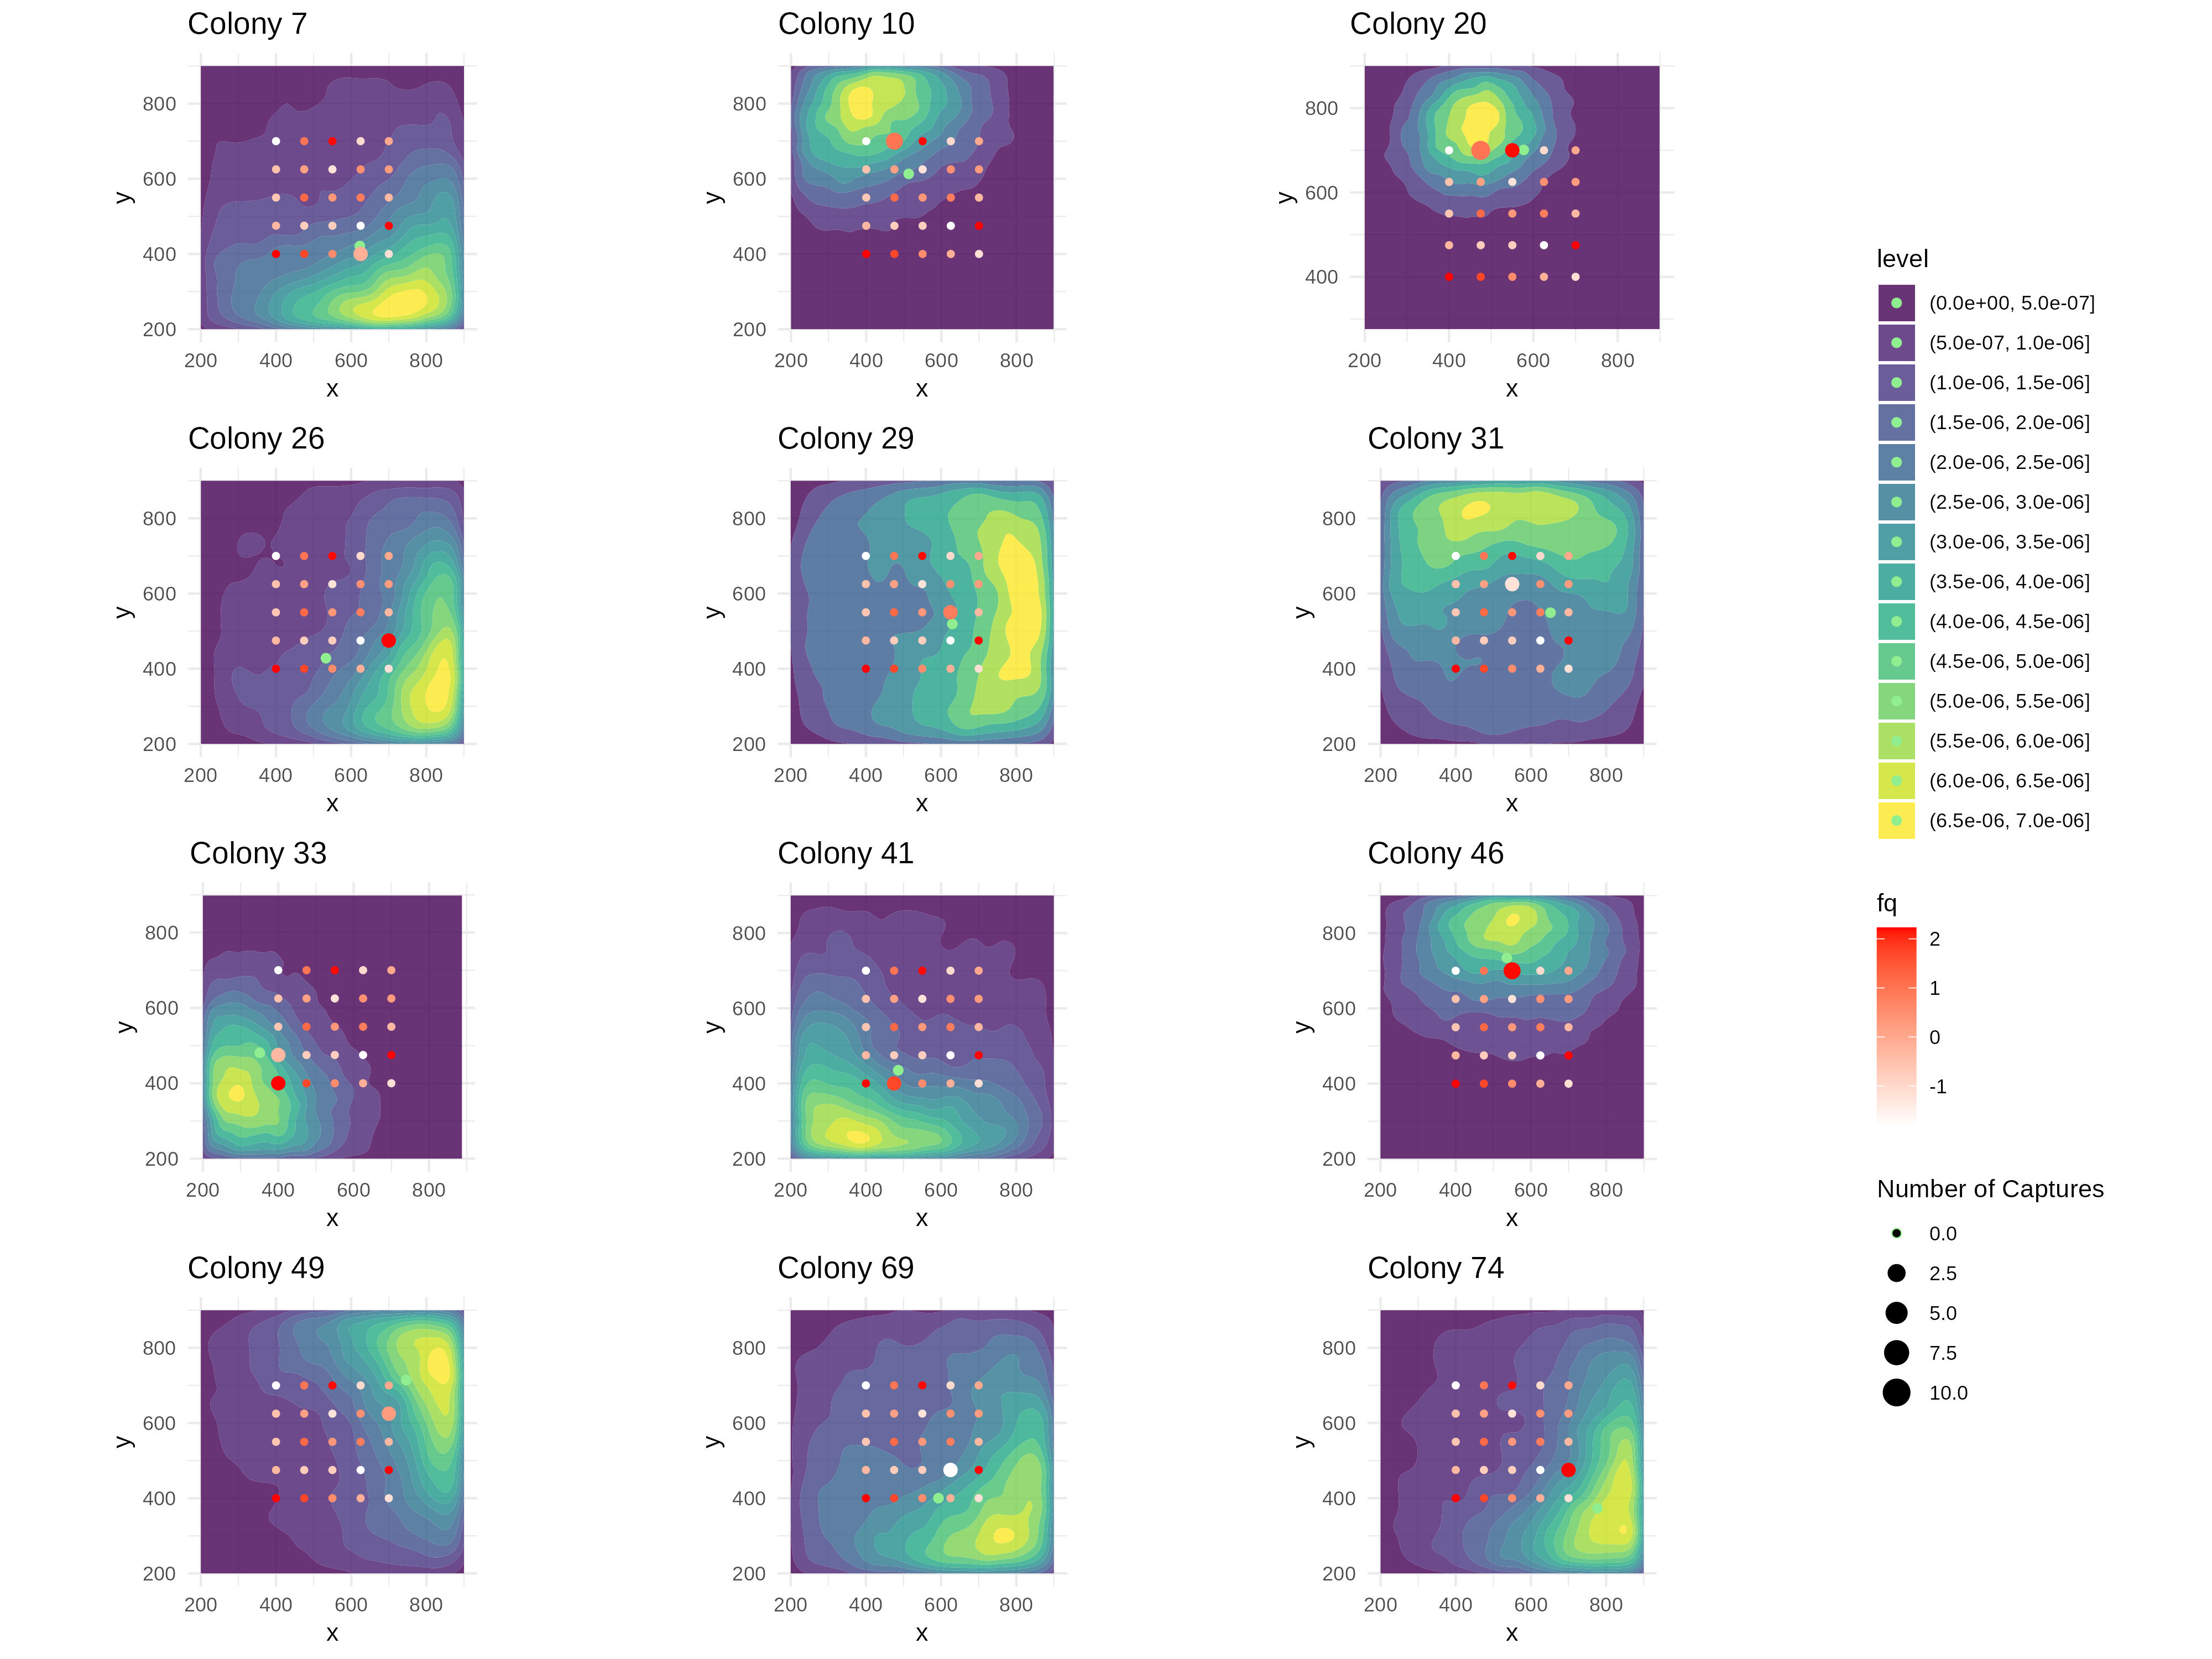 Colony 7
Colony 10
Colony 20
y
800
600
400
200
200 400 600 800
x
y
800
600
400
200
200 400 600 800
x
y
800
600
400
200 400 600 800
x
Colony 26
Colony 29
Colony 31
y
800
600
400
200
200 400 600 800
x
y
800
600
400
200
200 400 600 800
x
y
800
600
400
200
200 400 600 800
x
Colony 33
Colony 41
Colony 46
y
800
600
400
200
200 400 600 800
x
y
800
600
400
200
200 400 600 800
x
y
800
600
400
200
200 400 600 800
x
Colony 49
Colony 69
Colony 74
y
800
600
400
200
200 400 600 800
x
y
800
600
400
200
200 400 600 800
x
y
800
600
400
200
200 400 600 800
x
level
(0.0e+00, 5.0e-07]
(5.0e-07, 1.0e-06]
(1.0e-06, 1.5e-06]
(1.5e-06, 2.0e-06]
(2.0e-06, 2.5e-06]
(2.5e-06, 3.0e-06]
(3.0e-06, 3.5e-06]
(3.5e-06, 4.0e-06]
(4.0e-06, 4.5e-06]
(4.5e-06, 5.0e-06]
(5.0e-06, 5.5e-06]
(5.5e-06, 6.0e-06]
(6.0e-06, 6.5e-06]
(6.5e-06, 7.0e-06]
fq
2
1
0
-1
Number of Captures
0.0
2.5
5.0
7.5
10.0